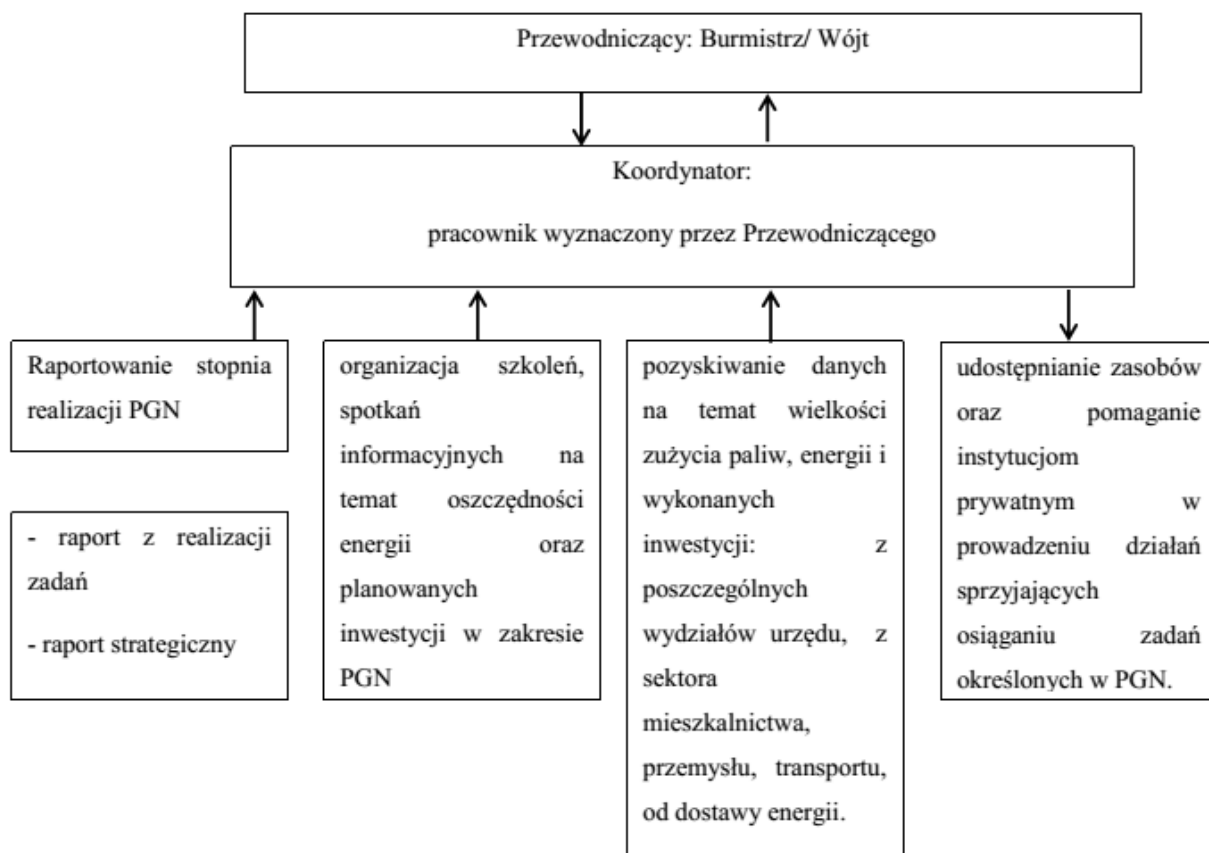 Przewodniczący: Burmistrz/ Wójt
Koordynator:
pracownik wyznaczony przez Przewodniczącego
Raportowanie stopnia
realizacji PGN
- raport z realizacji
zadań
- raport strategiczny
organizacja szkoleń,
spotkań
informacyjnych na
temat oszczędności
energii oraz
planowanych
inwestycji w zakresie
PGN
pozyskiwanie danych
na temat wielkości
zużycia paliw, energii i
wykonanych
inwestycji: z
poszczególnych
wydziałów urzędu, z
sektora
mieszkalnictwa,
przemysłu, transportu,
od dostawy energii.
udostępnianie zasobów
oraz pomaganie
instytucjom
prywatnym w
prowadzeniu działań
sprzyjających
osiąganiu zadań
określonych w PGN.